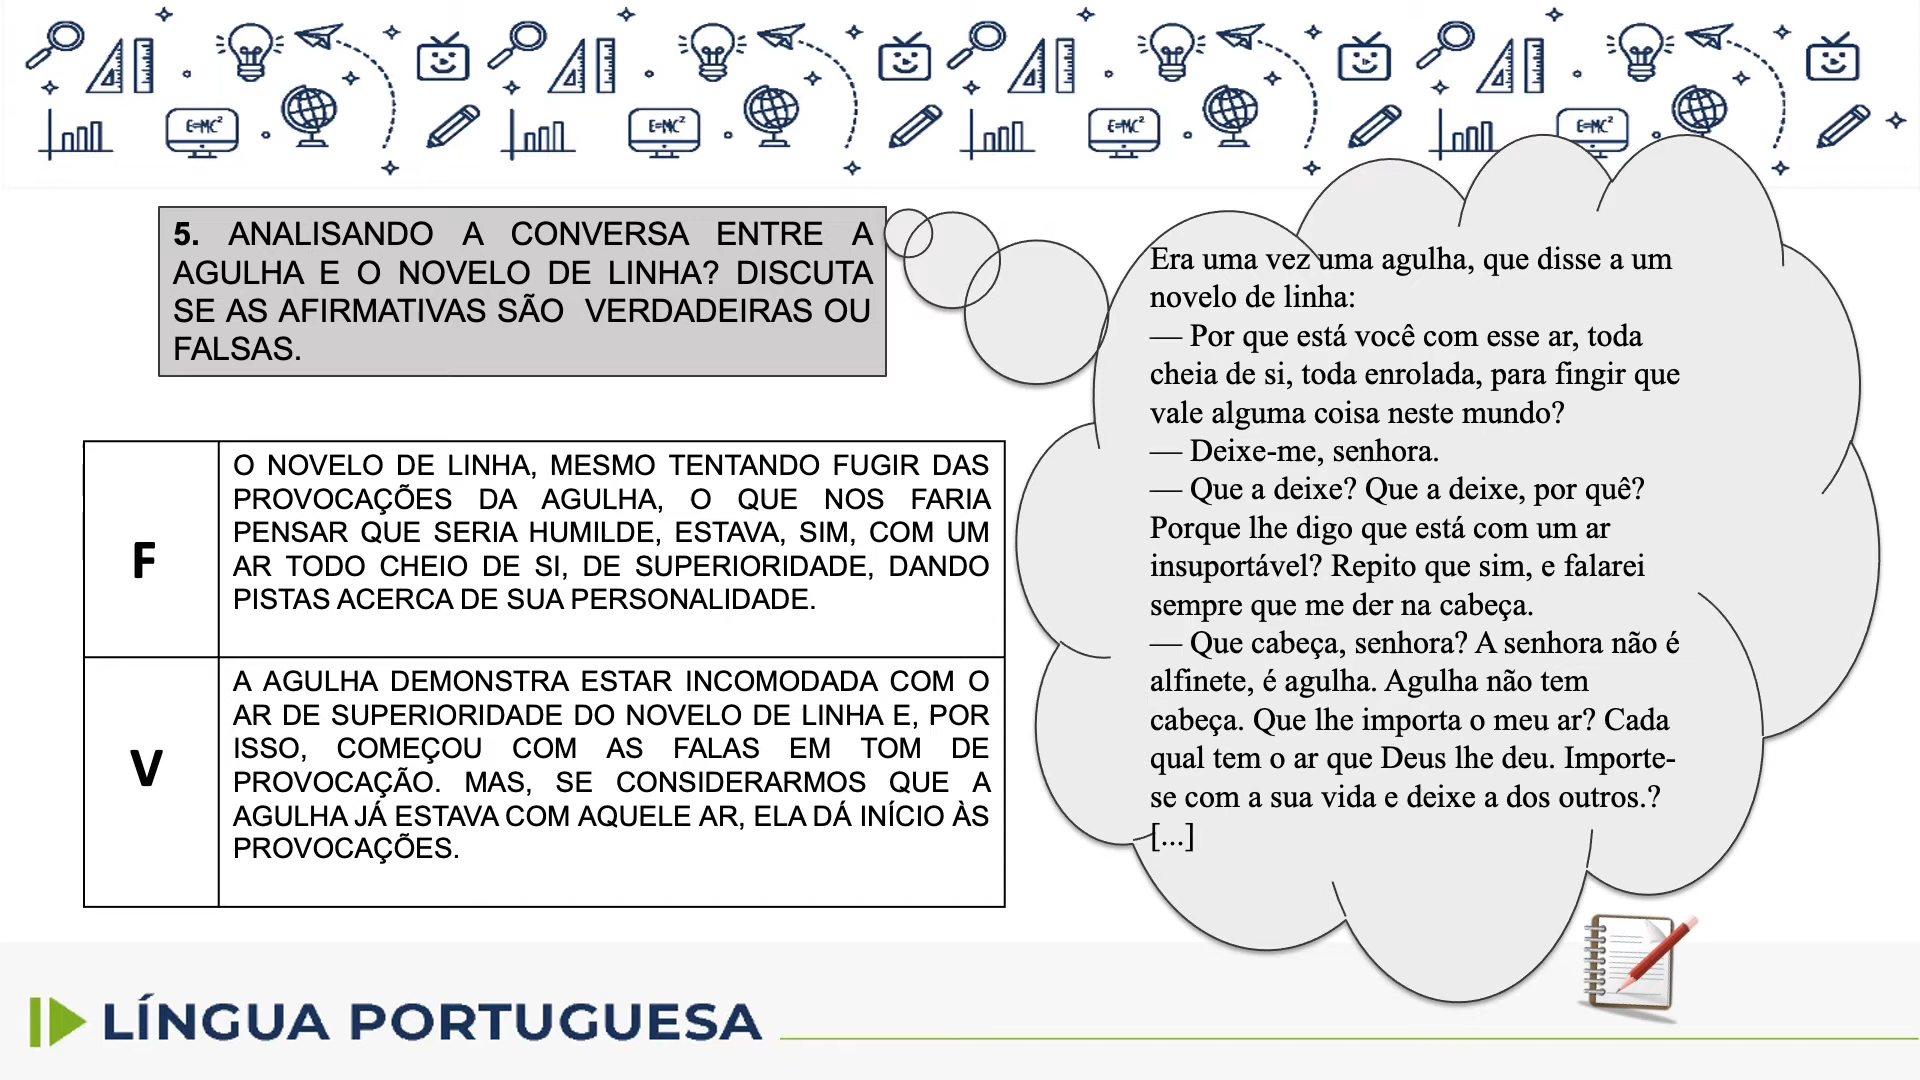 E=MC²
E=MC²
E=MC²
E=MC²
5. ANALISANDO A CONVERSA ENTRE A
AGULHA E O NOVELO DE LINHA? DISCUTA
SE AS AFIRMATIVAS SÃO VERDADEIRAS OU
FALSAS.
F
O NOVELO DE LINHA, MESMO TENTANDO FUGIR DAS
PROVOCAÇÕES DA AGULHA, O QUE NOS FARIA
PENSAR QUE SERIA HUMILDE, ESTAVA, SIM, COM UM
AR TODO CHEIO DE SI, DE SUPERIORIDADE, DANDO
PISTAS ACERCA DE SUA PERSONALIDADE.
V
A AGULHA DEMONSTRA ESTAR INCOMODADA COM O
AR DE SUPERIORIDADE DO NOVELO DE LINHA E, POR
ISSO, COMEÇOU COM AS FALAS EM TOM DE
PROVOCAÇÃO. MAS, SE CONSIDERARMOS QUE A
AGULHA JÁ ESTAVA COM AQUELE AR, ELA DÁ INÍCIO ÀS
PROVOCAÇÕES.
Era uma vez uma agulha, que disse a um
novelo de linha:
— Por que está você com esse ar, toda
cheia de si, toda enrolada, para fingir que
vale alguma coisa neste mundo?
— Deixe-me, senhora.
— Que a deixe? Que a deixe, por quê?
Porque lhe digo que está com um ar
insuportável? Repito que sim, e falarei
sempre que me der na cabeça.
— Que cabeça, senhora? A senhora não é
alfinete, é agulha. Agulha não tem
cabeça. Que lhe importa o meu ar? Cada
qual tem o ar que Deus lhe deu. Importe-
se com a sua vida e deixe a dos outros.?
[...]
LÍNGUA PORTUGUESA